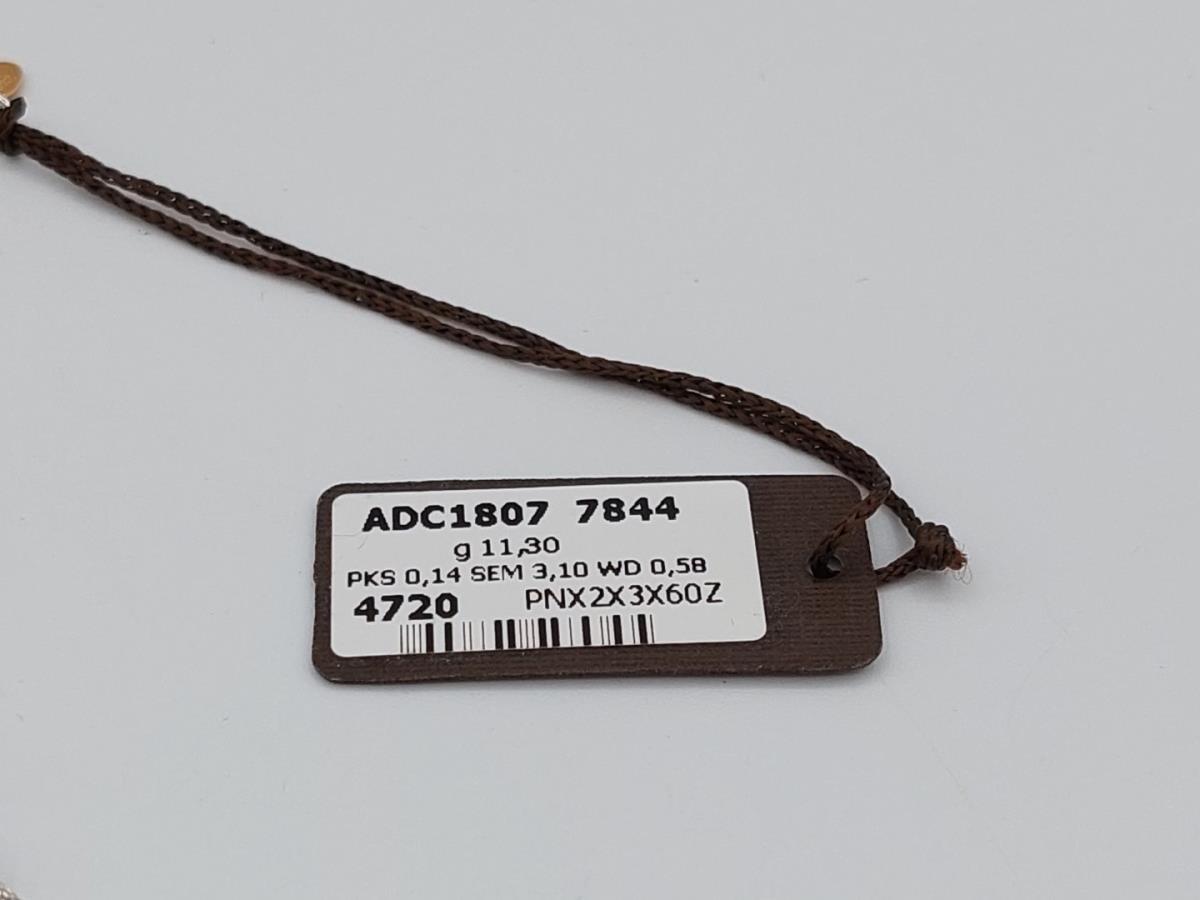 ADC1807 7844
g 11,30
PKS 0,14 SEM 3,10 WD 0,58
4720 PNX2X3X60Z